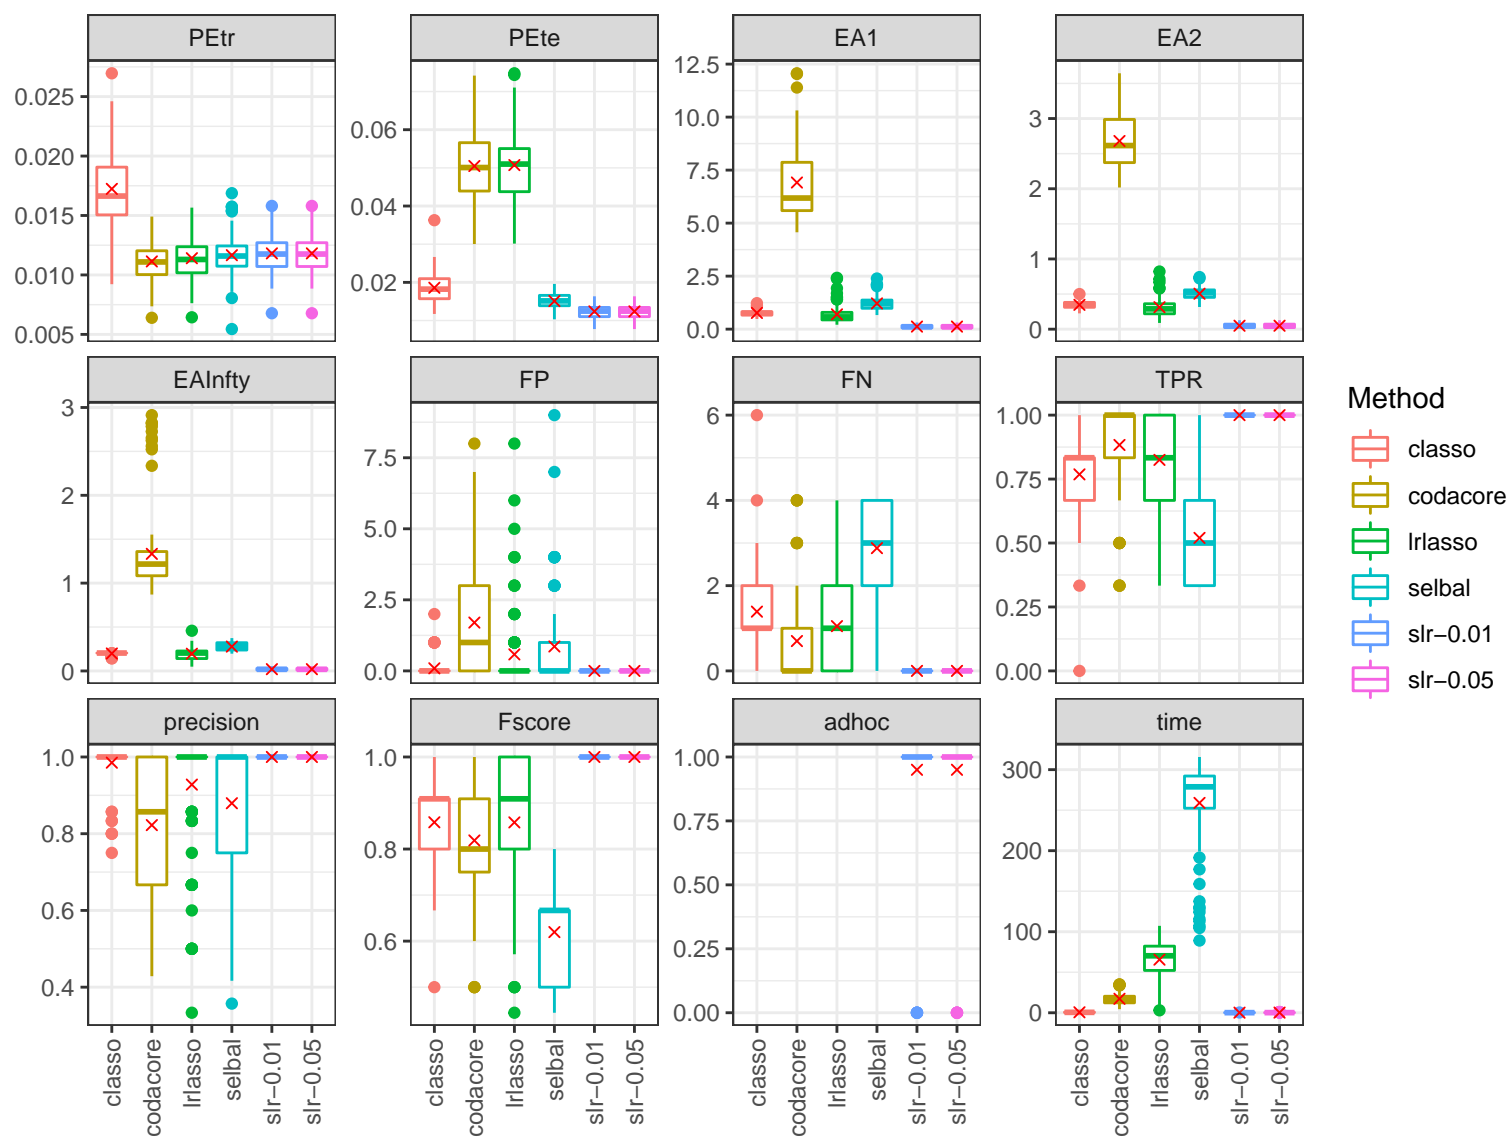 PEtr PEte EA1 EA2
0.025 0.020 0.015 0.010 0.005
0.06 0.04 0.02
12.5 10.0 7.5 5.0 2.5 0.0
3 2 1 0
EAInfty FP FN TPR
3 2 1 0
7.5 5.0 2.5 0.0
6 4 2 0
1.00 0.75 0.50 0.25 0.00
Method
classo
codacore
lrlasso
selbal
slr−0.01
slr−0.05
precision Fscore adhoc time
1.0 0.8 0.6 0.4
1.0 0.8 0.6
1.00 0.75 0.50 0.25 0.00
300 200 100 0
classo codacore lrlasso selbal slr−0.01 slr−0.05
classo codacore lrlasso selbal slr−0.01 slr−0.05
classo codacore lrlasso selbal slr−0.01 slr−0.05
classo codacore lrlasso selbal slr−0.01 slr−0.05